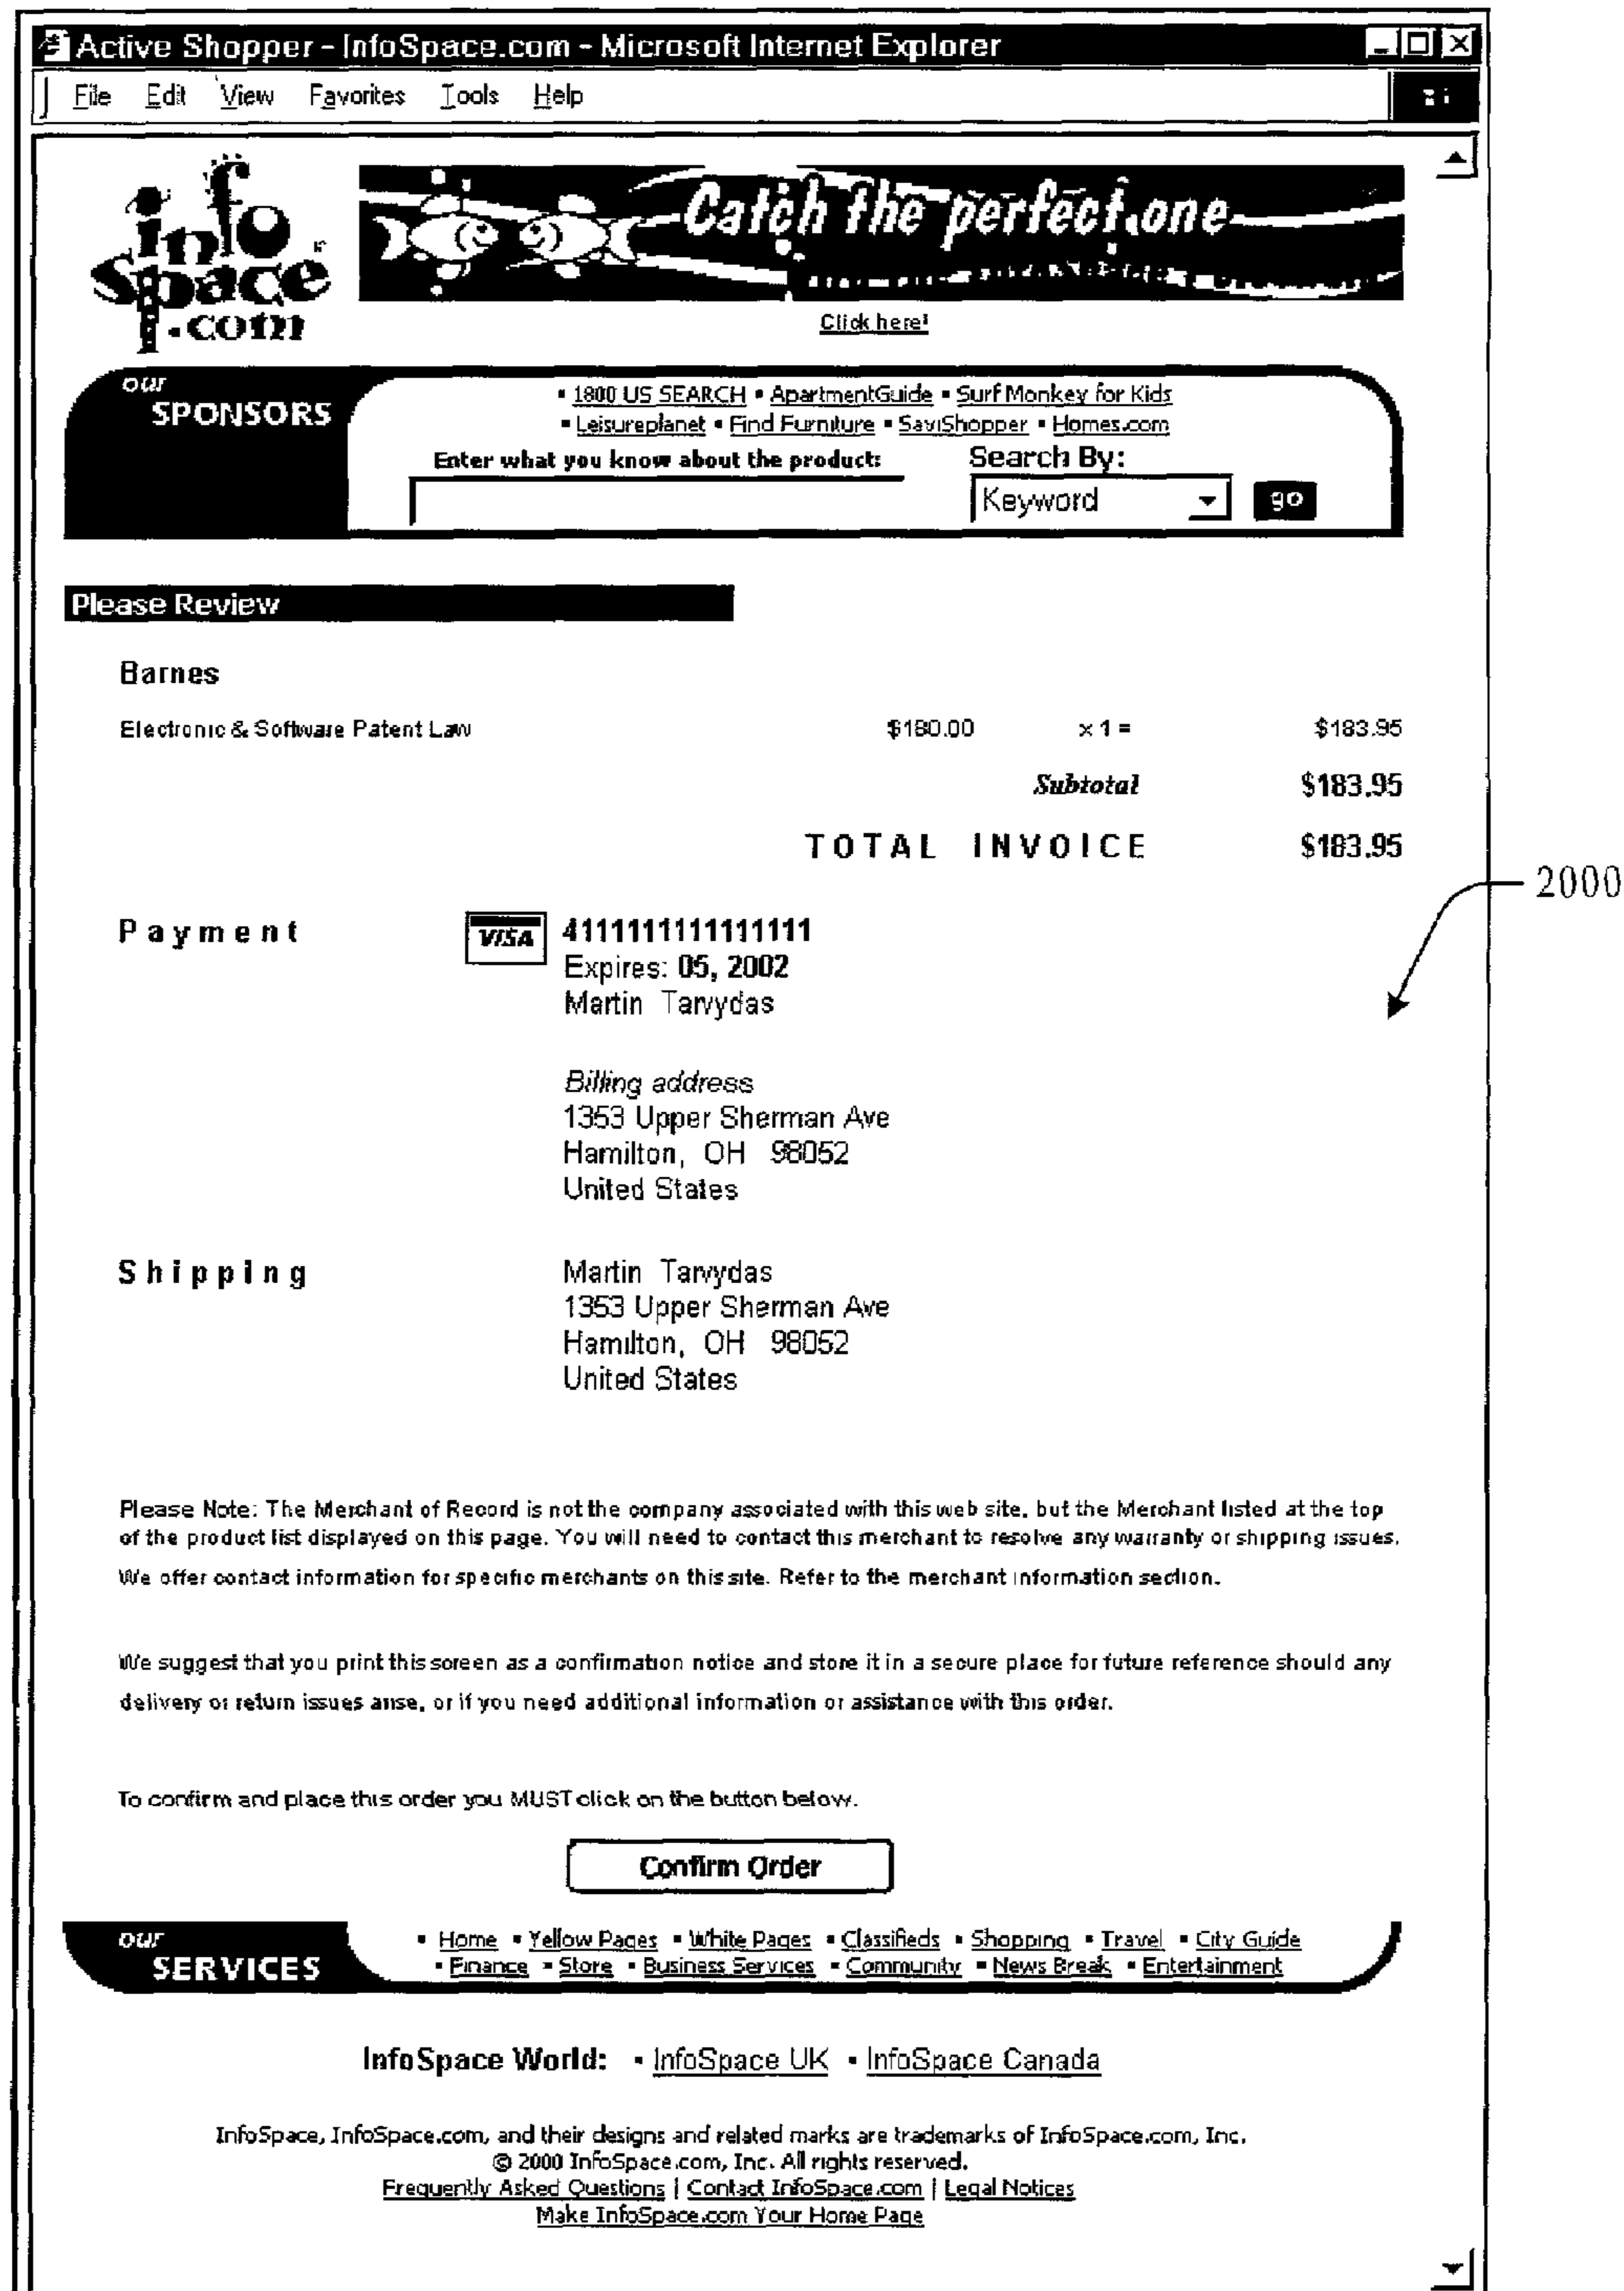 Active Shopper - InfoSpace.com - Microsoft Internet Explorer
File Edit View Favorites Tools Help
info
Space
.com
Catch the perfect one
Click here!
our
SPONSORS
▪ 1800 US SEARCH ▪ ApartmentGuide ▪ Surf Monkey for Kids
▪ Leisureplanet ▪ Find Furniture ▪ SaviShopper ▪ Homes.com
Enter what you know about the product: Search By:
Keyword go
Please Review
Barnes
Electronic & Software Patent Law $180.00 x 1 = $183.95
Subtotal $183.95
TOTAL INVOICE $183.95
2000
Payment VISA 4111111111111111
Expires: 05, 2002
Martin Tarvydas
Billing address
1353 Upper Sherman Ave
Hamilton, OH 98052
United States
Shipping Martin Tarvydas
1353 Upper Sherman Ave
Hamilton, OH 98052
United States
Please Note: The Merchant of Record is not the company associated with this web site, but the Merchant listed at the top
of the product list displayed on this page. You will need to contact this merchant to resolve any warranty or shipping issues.
We offer contact information for specific merchants on this site. Refer to the merchant information section.
We suggest that you print this screen as a confirmation notice and store it in a secure place for future reference should any
delivery or return issues arise, or if you need additional information or assistance with this order.
To confirm and place this order you MUST click on the button below.
Confirm Order
our
SERVICES
▪ Home ▪ Yellow Pages ▪ White Pages ▪ Classifieds ▪ Shopping ▪ Travel ▪ City Guide
▪ Finance ▪ Store ▪ Business Services ▪ Community ▪ News Break ▪ Entertainment
InfoSpace World: ▪ InfoSpace UK ▪ InfoSpace Canada
InfoSpace, InfoSpace.com, and their designs and related marks are trademarks of InfoSpace.com, Inc.
© 2000 InfoSpace.com, Inc. All rights reserved.
Frequently Asked Questions | Contact InfoSpace.com | Legal Notices
Make InfoSpace.com Your Home Page